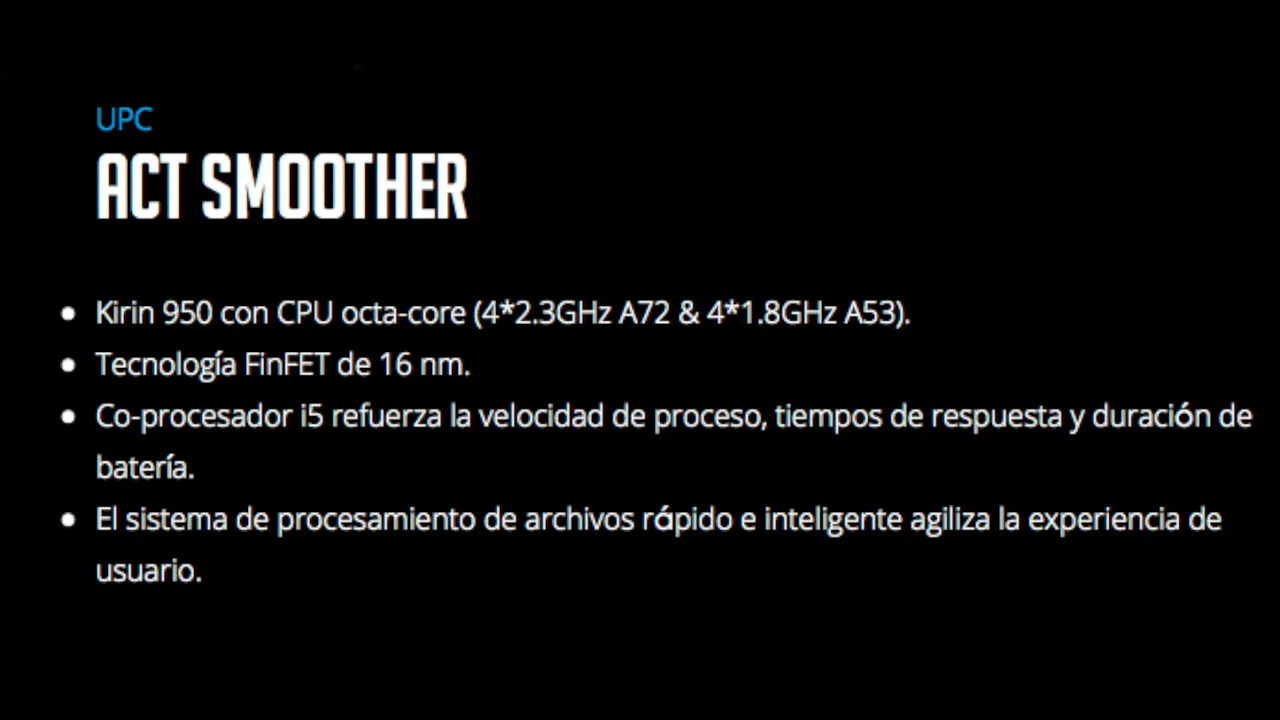 UPC
ACT SMOOTHER
Kirin 950 con CPU octa-core (4*2.3GHz A72 & 4*1.8GHz A53).
Tecnología FinFET de 16 nm.
Co-procesador i5 refuerza la velocidad de proceso, tiempos de respuesta y duración de
batería.
El sistema de procesamiento de archivos rápido e inteligente agiliza la experiencia de
usuario.